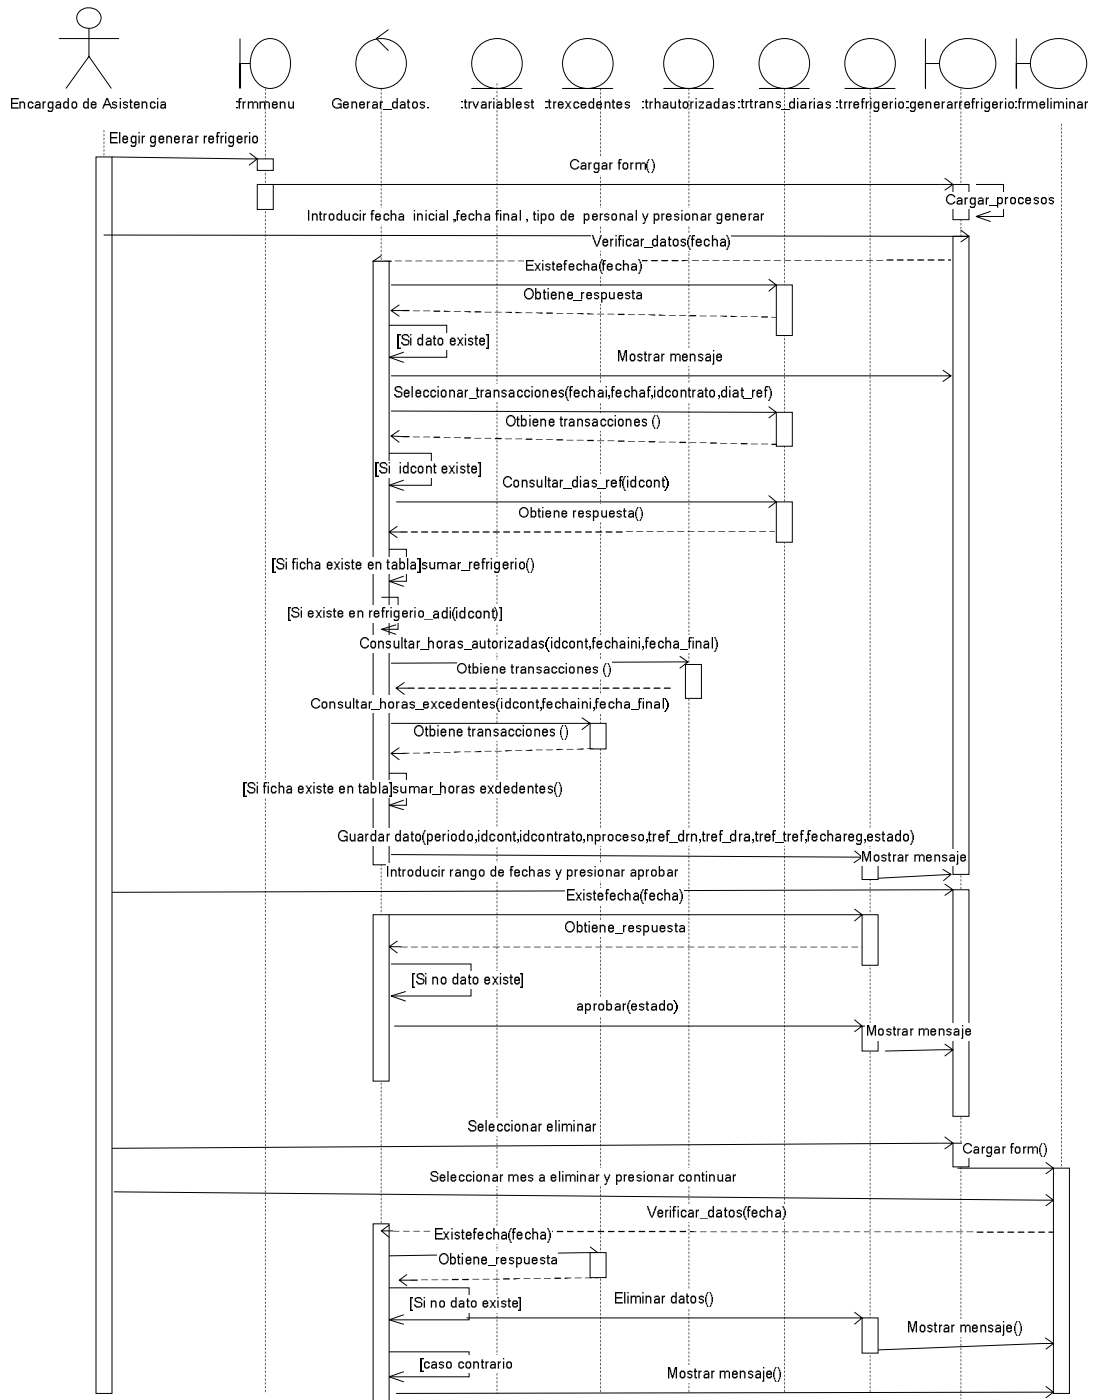 Encargado de Asistencia
:frmmenu
Generar_datos.
:trvariablest
:trexcedentes
:trhautorizadas
:trtrans_diarias
:trrefrigerio
:generarrefrigerio
:frmeliminar
Elegir generar refrigerio
Cargar form()
Cargar_procesos
Introducir fecha inicial ,fecha final , tipo de personal y presionar generar
Verificar_datos(fecha)
Existefecha(fecha)
Obtiene_respuesta
[Si dato existe]
Mostrar mensaje
Seleccionar_transacciones(fechai,fechaf,idcontrato,diat_ref)
Otbiene transacciones ()
[Si idcont existe]
Consultar_dias_ref(idcont)
Obtiene respuesta()
[Si ficha existe en tabla]sumar_refrigerio()
[Si existe en refrigerio_adi(idcont)]
Consultar_horas_autorizadas(idcont,fechaini,fecha_final)
Otbiene transacciones ()
Consultar_horas_excedentes(idcont,fechaini,fecha_final)
Otbiene transacciones ()
[Si ficha existe en tabla]sumar_horas exdedentes()
Guardar dato(periodo,idcont,idcontrato,nproceso,tref_drn,tref_dra,tref_tref,fechareg,estado)
Mostrar mensaje
Introducir rango de fechas y presionar aprobar
Existefecha(fecha)
Obtiene_respuesta
[Si no dato existe]
aprobar(estado)
Mostrar mensaje
Seleccionar eliminar
Cargar form()
Seleccionar mes a eliminar y presionar continuar
Verificar_datos(fecha)
Existefecha(fecha)
Obtiene_respuesta
[Si no dato existe]
Eliminar datos()
Mostrar mensaje()
[caso contrario
Mostrar mensaje()